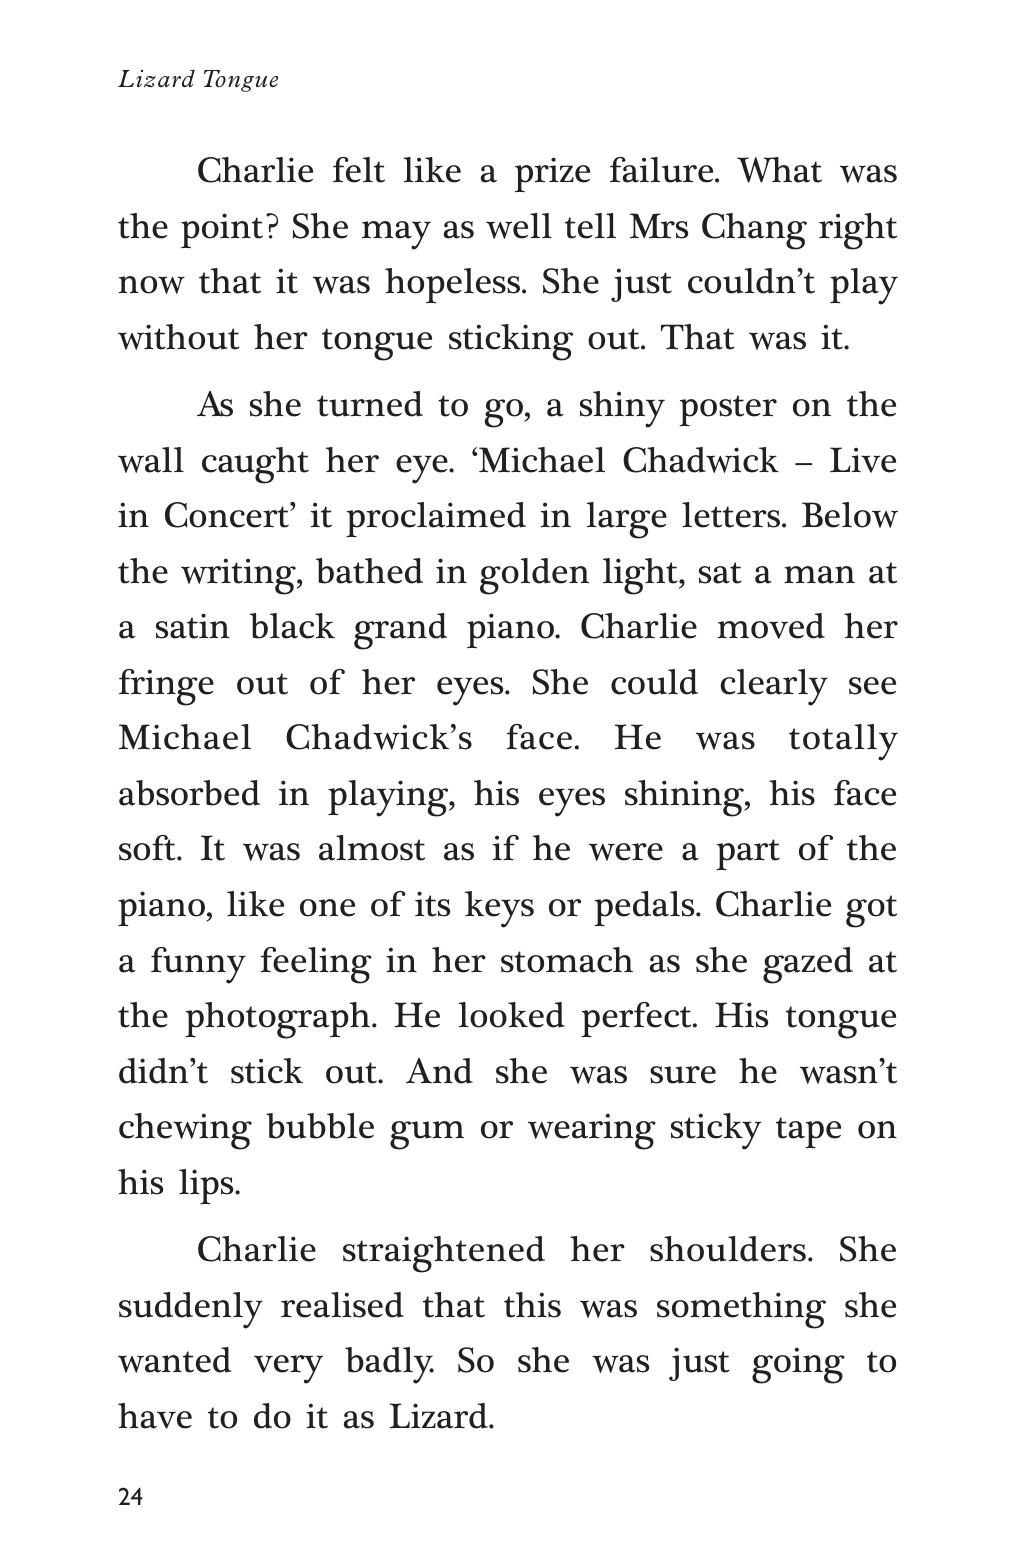 Lizard Tongue
Charlie felt like a prize failure. What was
the point? She may as well tell Mrs Chang right
now that it was hopeless. She just couldn’t play
without her tongue sticking out. That was it.
As she turned to go, a shiny poster on the
wall caught her eye. ‘Michael Chadwick – Live
in Concert’ it proclaimed in large letters. Below
the writing, bathed in golden light, sat a man at
a satin black grand piano. Charlie moved her
fringe out of her eyes. She could clearly see
Michael Chadwick’s face. He was totally
absorbed in playing, his eyes shining, his face
soft. It was almost as if he were a part of the
piano, like one of its keys or pedals. Charlie got
a funny feeling in her stomach as she gazed at
the photograph. He looked perfect. His tongue
didn’t stick out. And she was sure he wasn’t
chewing bubble gum or wearing sticky tape on
his lips.
Charlie straightened her shoulders. She
suddenly realised that this was something she
wanted very badly. So she was just going to
have to do it as Lizard.
24